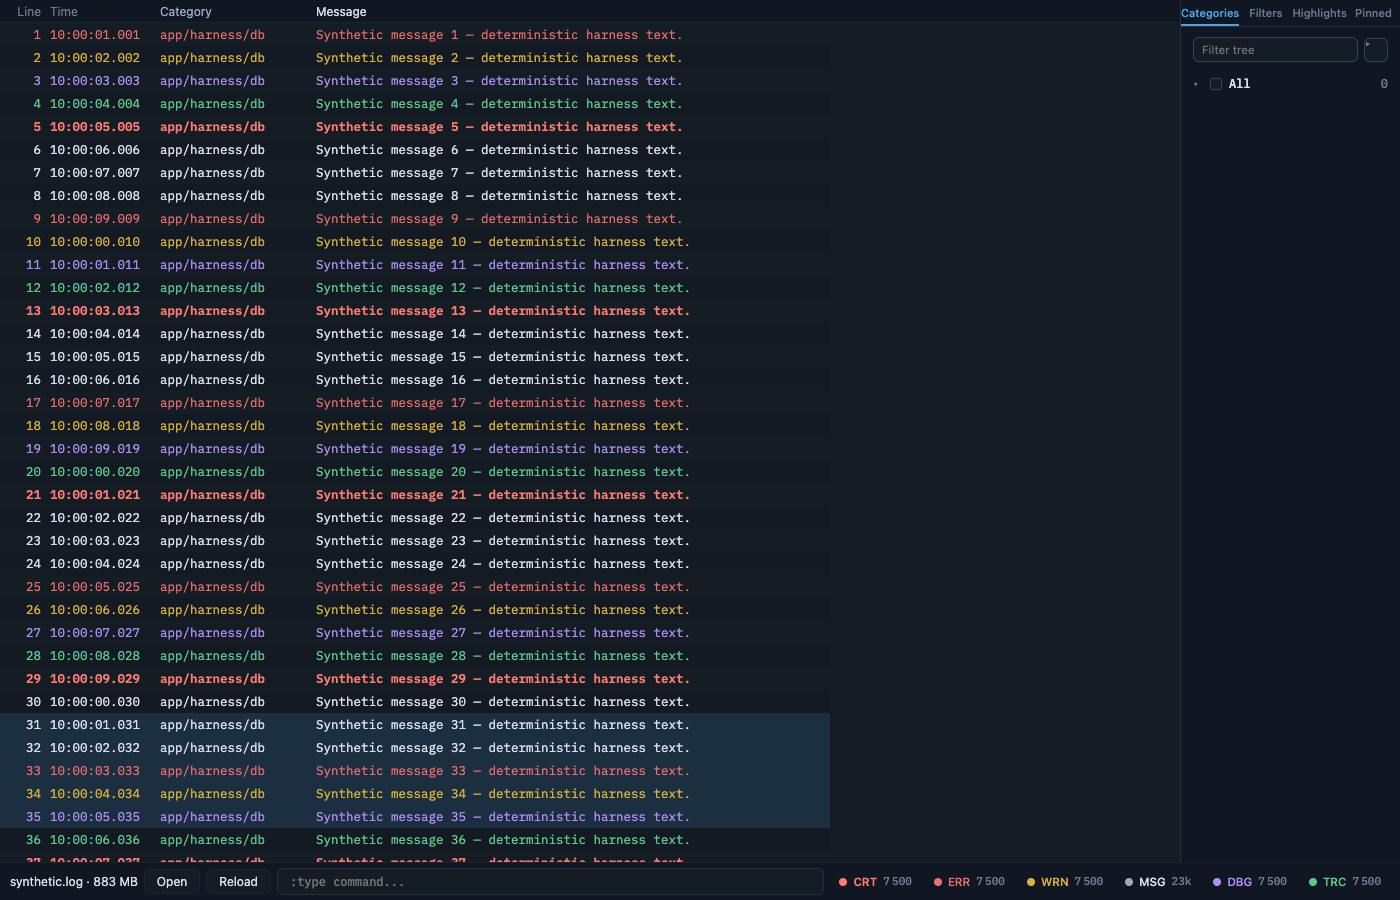 Line Time Category Message
1 10:00:01.001 app/harness/db Synthetic message 1 — deterministic harness text.
2 10:00:02.002 app/harness/db Synthetic message 2 — deterministic harness text.
3 10:00:03.003 app/harness/db Synthetic message 3 — deterministic harness text.
4 10:00:04.004 app/harness/db Synthetic message 4 — deterministic harness text.
5 10:00:05.005 app/harness/db Synthetic message 5 — deterministic harness text.
6 10:00:06.006 app/harness/db Synthetic message 6 — deterministic harness text.
7 10:00:07.007 app/harness/db Synthetic message 7 — deterministic harness text.
8 10:00:08.008 app/harness/db Synthetic message 8 — deterministic harness text.
9 10:00:09.009 app/harness/db Synthetic message 9 — deterministic harness text.
10 10:00:00.010 app/harness/db Synthetic message 10 — deterministic harness text.
11 10:00:01.011 app/harness/db Synthetic message 11 — deterministic harness text.
12 10:00:02.012 app/harness/db Synthetic message 12 — deterministic harness text.
13 10:00:03.013 app/harness/db Synthetic message 13 — deterministic harness text.
14 10:00:04.014 app/harness/db Synthetic message 14 — deterministic harness text.
15 10:00:05.015 app/harness/db Synthetic message 15 — deterministic harness text.
16 10:00:06.016 app/harness/db Synthetic message 16 — deterministic harness text.
17 10:00:07.017 app/harness/db Synthetic message 17 — deterministic harness text.
18 10:00:08.018 app/harness/db Synthetic message 18 — deterministic harness text.
19 10:00:09.019 app/harness/db Synthetic message 19 — deterministic harness text.
20 10:00:00.020 app/harness/db Synthetic message 20 — deterministic harness text.
21 10:00:01.021 app/harness/db Synthetic message 21 — deterministic harness text.
22 10:00:02.022 app/harness/db Synthetic message 22 — deterministic harness text.
23 10:00:03.023 app/harness/db Synthetic message 23 — deterministic harness text.
24 10:00:04.024 app/harness/db Synthetic message 24 — deterministic harness text.
25 10:00:05.025 app/harness/db Synthetic message 25 — deterministic harness text.
26 10:00:06.026 app/harness/db Synthetic message 26 — deterministic harness text.
27 10:00:07.027 app/harness/db Synthetic message 27 — deterministic harness text.
28 10:00:08.028 app/harness/db Synthetic message 28 — deterministic harness text.
29 10:00:09.029 app/harness/db Synthetic message 29 — deterministic harness text.
30 10:00:00.030 app/harness/db Synthetic message 30 — deterministic harness text.
31 10:00:01.031 app/harness/db Synthetic message 31 — deterministic harness text.
32 10:00:02.032 app/harness/db Synthetic message 32 — deterministic harness text.
33 10:00:03.033 app/harness/db Synthetic message 33 — deterministic harness text.
34 10:00:04.034 app/harness/db Synthetic message 34 — deterministic harness text.
35 10:00:05.035 app/harness/db Synthetic message 35 — deterministic harness text.
36 10:00:06.036 app/harness/db Synthetic message 36 — deterministic harness text.
37 10:00:07.037 app/harness/db Synthetic message 37 — deterministic harness text.
Categories Filters Highlights Pinned
Filter tree
All 0
synthetic.log · 883 MB Open Reload :type command... CRT 7 500 ERR 7 500 WRN 7 500 MSG 23k DBG 7 500 TRC 7 500